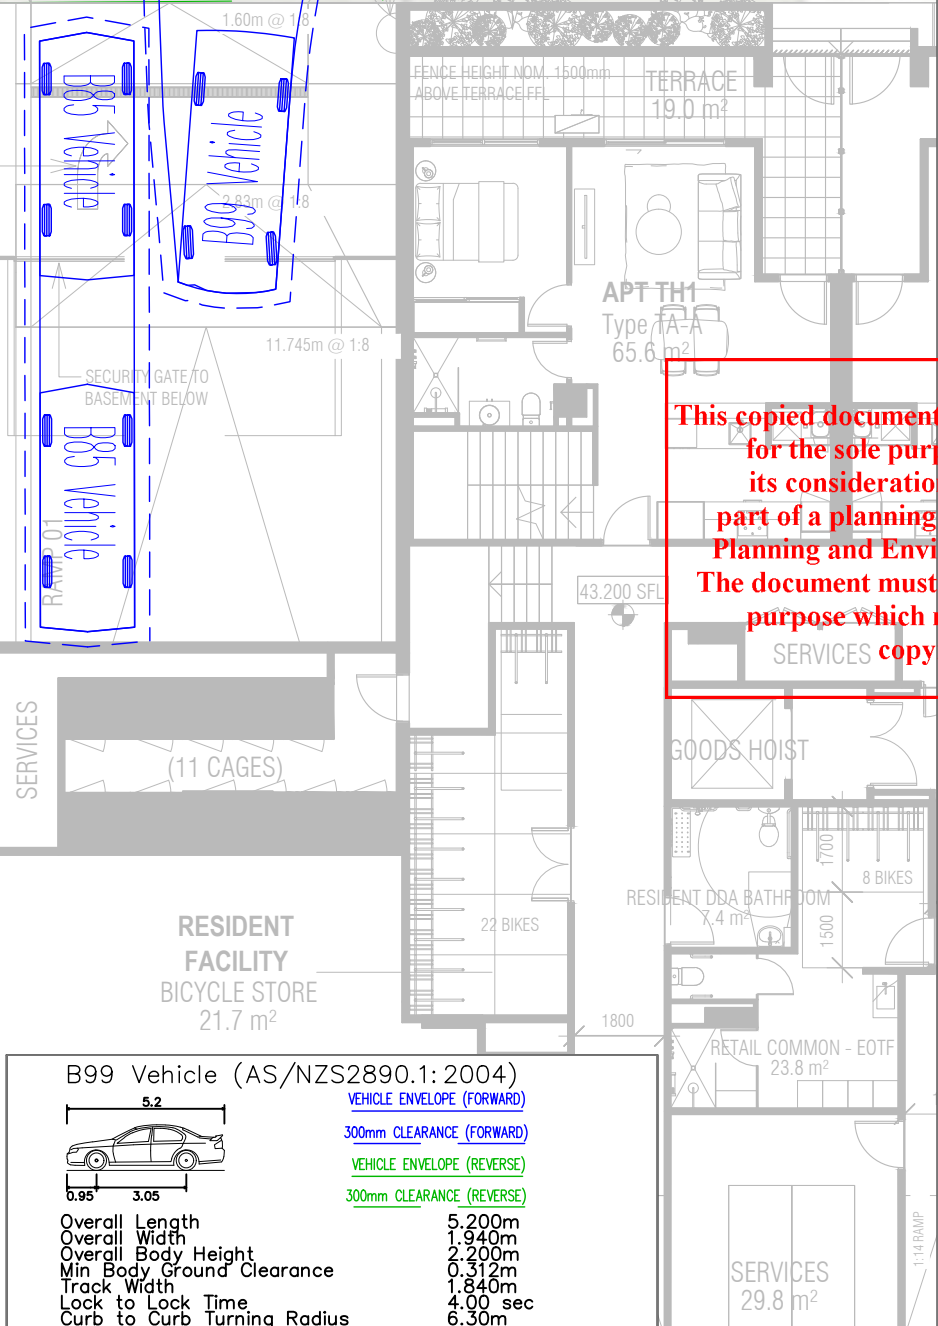 1.60m @ 1:8
FENCE HEIGHT NOM. 1500mm
ABOVE TERRACE FFL
TERRACE
19.0 m²
B85 Vehicle
B99 Vehicle
2.83m @ 1:8
APT TH1
Type TA-A
65.6 m²
11.745m @ 1:8
SECURITY GATE TO
BASEMENT BELOW
This copied document
for the sole purp
its consideratio
part of a planning
Planning and Envi
The document must
purpose which
copy
B85 Vehicle
RAMP 01
43.200 SFL
SERVICES
SERVICES
(11 CAGES)
GOODS HOIST
1700
8 BIKES
RESIDENT DDA BATHROOM
7.4 m²
1500
22 BIKES
RESIDENT
FACILITY
BICYCLE STORE
21.7 m²
1800
RETAIL COMMON - EOTF
23.8 m²
B99 Vehicle (AS/NZS2890.1:2004)
5.2
VEHICLE ENVELOPE (FORWARD)
300mm CLEARANCE (FORWARD)
VEHICLE ENVELOPE (REVERSE)
300mm CLEARANCE (REVERSE)
0.95 3.05
Overall Length 5.200m
Overall Width 1.940m
Overall Body Height 2.200m
Min Body Ground Clearance 0.312m
Track Width 1.840m
Lock to Lock Time 4.00 sec
Curb to Curb Turning Radius 6.30m
1:14 RAMP
SERVICES
29.8 m²